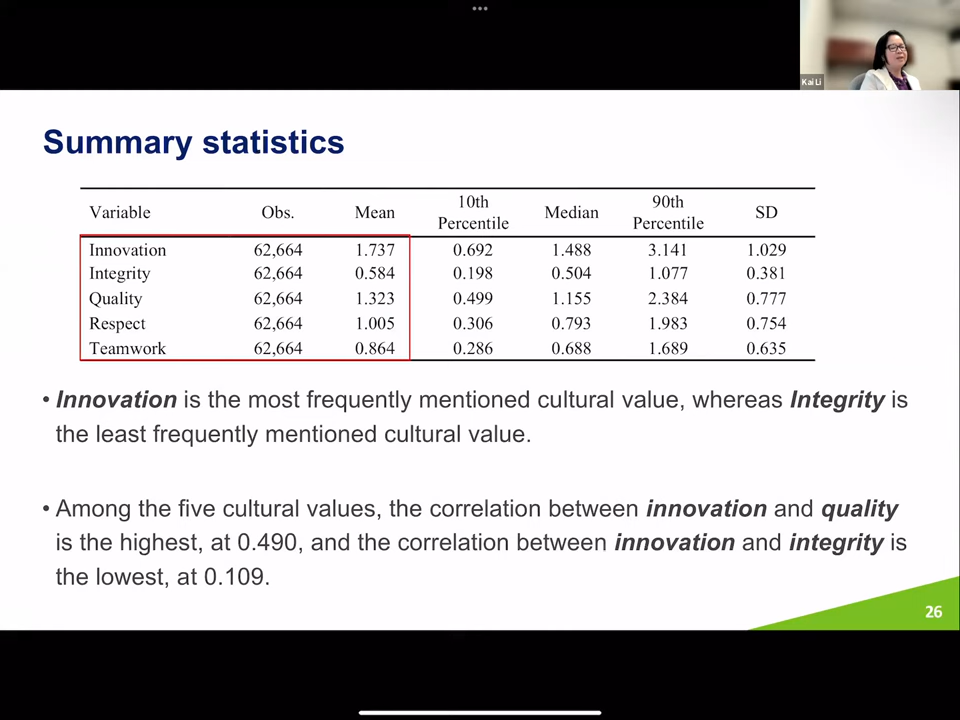 Kai Li
Summary statistics
Variable Obs. Mean 10th Percentile Median 90th Percentile SD
Innovation 62,664 1.737 0.692 1.488 3.141 1.029
Integrity 62,664 0.584 0.198 0.504 1.077 0.381
Quality 62,664 1.323 0.499 1.155 2.384 0.777
Respect 62,664 1.005 0.306 0.793 1.983 0.754
Teamwork 62,664 0.864 0.286 0.688 1.689 0.635
• Innovation is the most frequently mentioned cultural value, whereas Integrity is
the least frequently mentioned cultural value.
• Among the five cultural values, the correlation between innovation and quality
is the highest, at 0.490, and the correlation between innovation and integrity is
the lowest, at 0.109.
26